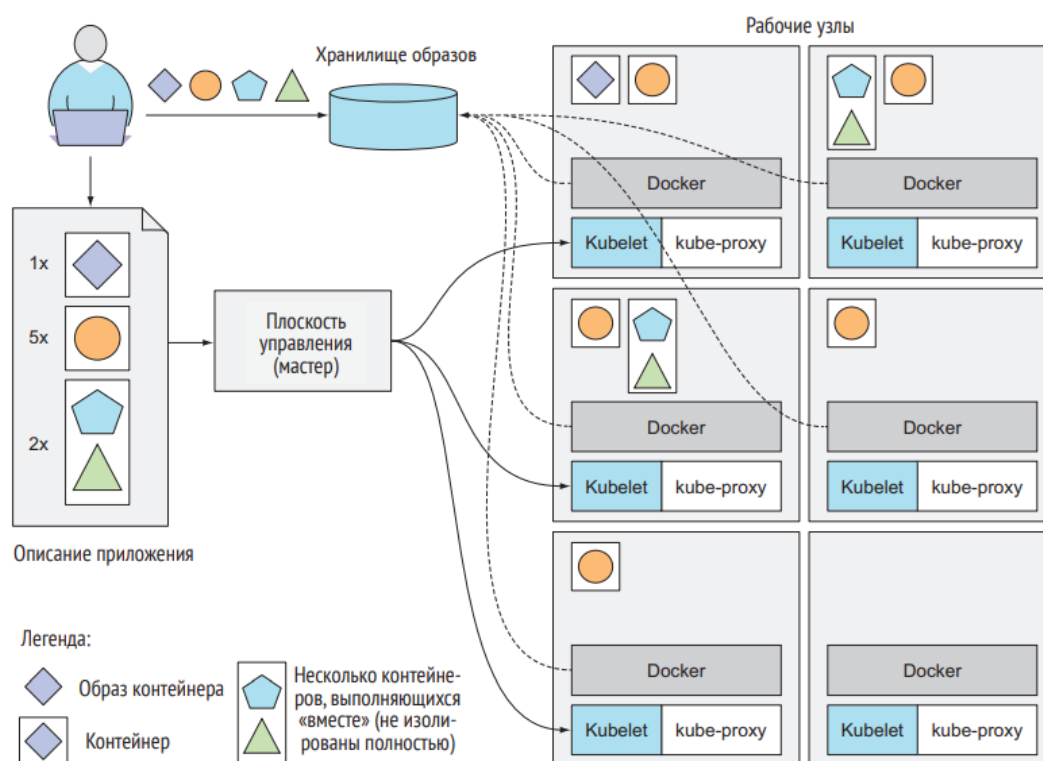 Рабочие узлы
Хранилище образов
Docker
Kubelet
kube-proxy
Docker
Kubelet
kube-proxy
1x
5x
2x
Описание приложения
Плоскость
управления
(мастер)
Docker
Kubelet
kube-proxy
Docker
Kubelet
kube-proxy
Docker
Kubelet
kube-proxy
Docker
Kubelet
kube-proxy
Легенда:
Образ контейнера
Контейнер
Несколько контейне-
ров, выполняющихся
«вместе» (не изоли-
рованы полностью)